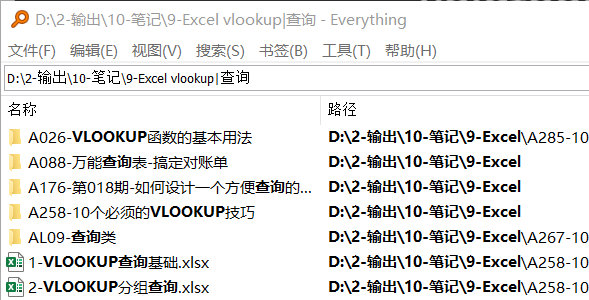 D:\2-输出\10-笔记\9-Excel vlookup|查询 - Everything
文件(F) 编辑(E) 视图(V) 搜索(S) 书签(B) 工具(T) 帮助(H)
D:\2-输出\10-笔记\9-Excel vlookup|查询
名称 路径
A026-VLOOKUP函数的基本用法 D:\2-输出\10-笔记\9-Excel\A285-10
A088-万能查询表-搞定对账单 D:\2-输出\10-笔记\9-Excel
A176-第018期-如何设计一个方便查询的... D:\2-输出\10-笔记\9-Excel
A258-10个必须的VLOOKUP技巧 D:\2-输出\10-笔记\9-Excel
AL09-查询类 D:\2-输出\10-笔记\9-Excel\A267-10
1-VLOOKUP查询基础.xlsx D:\2-输出\10-笔记\9-Excel\A258-10
2-VLOOKUP分组查询.xlsx D:\2-输出\10-笔记\9-Excel\A258-10